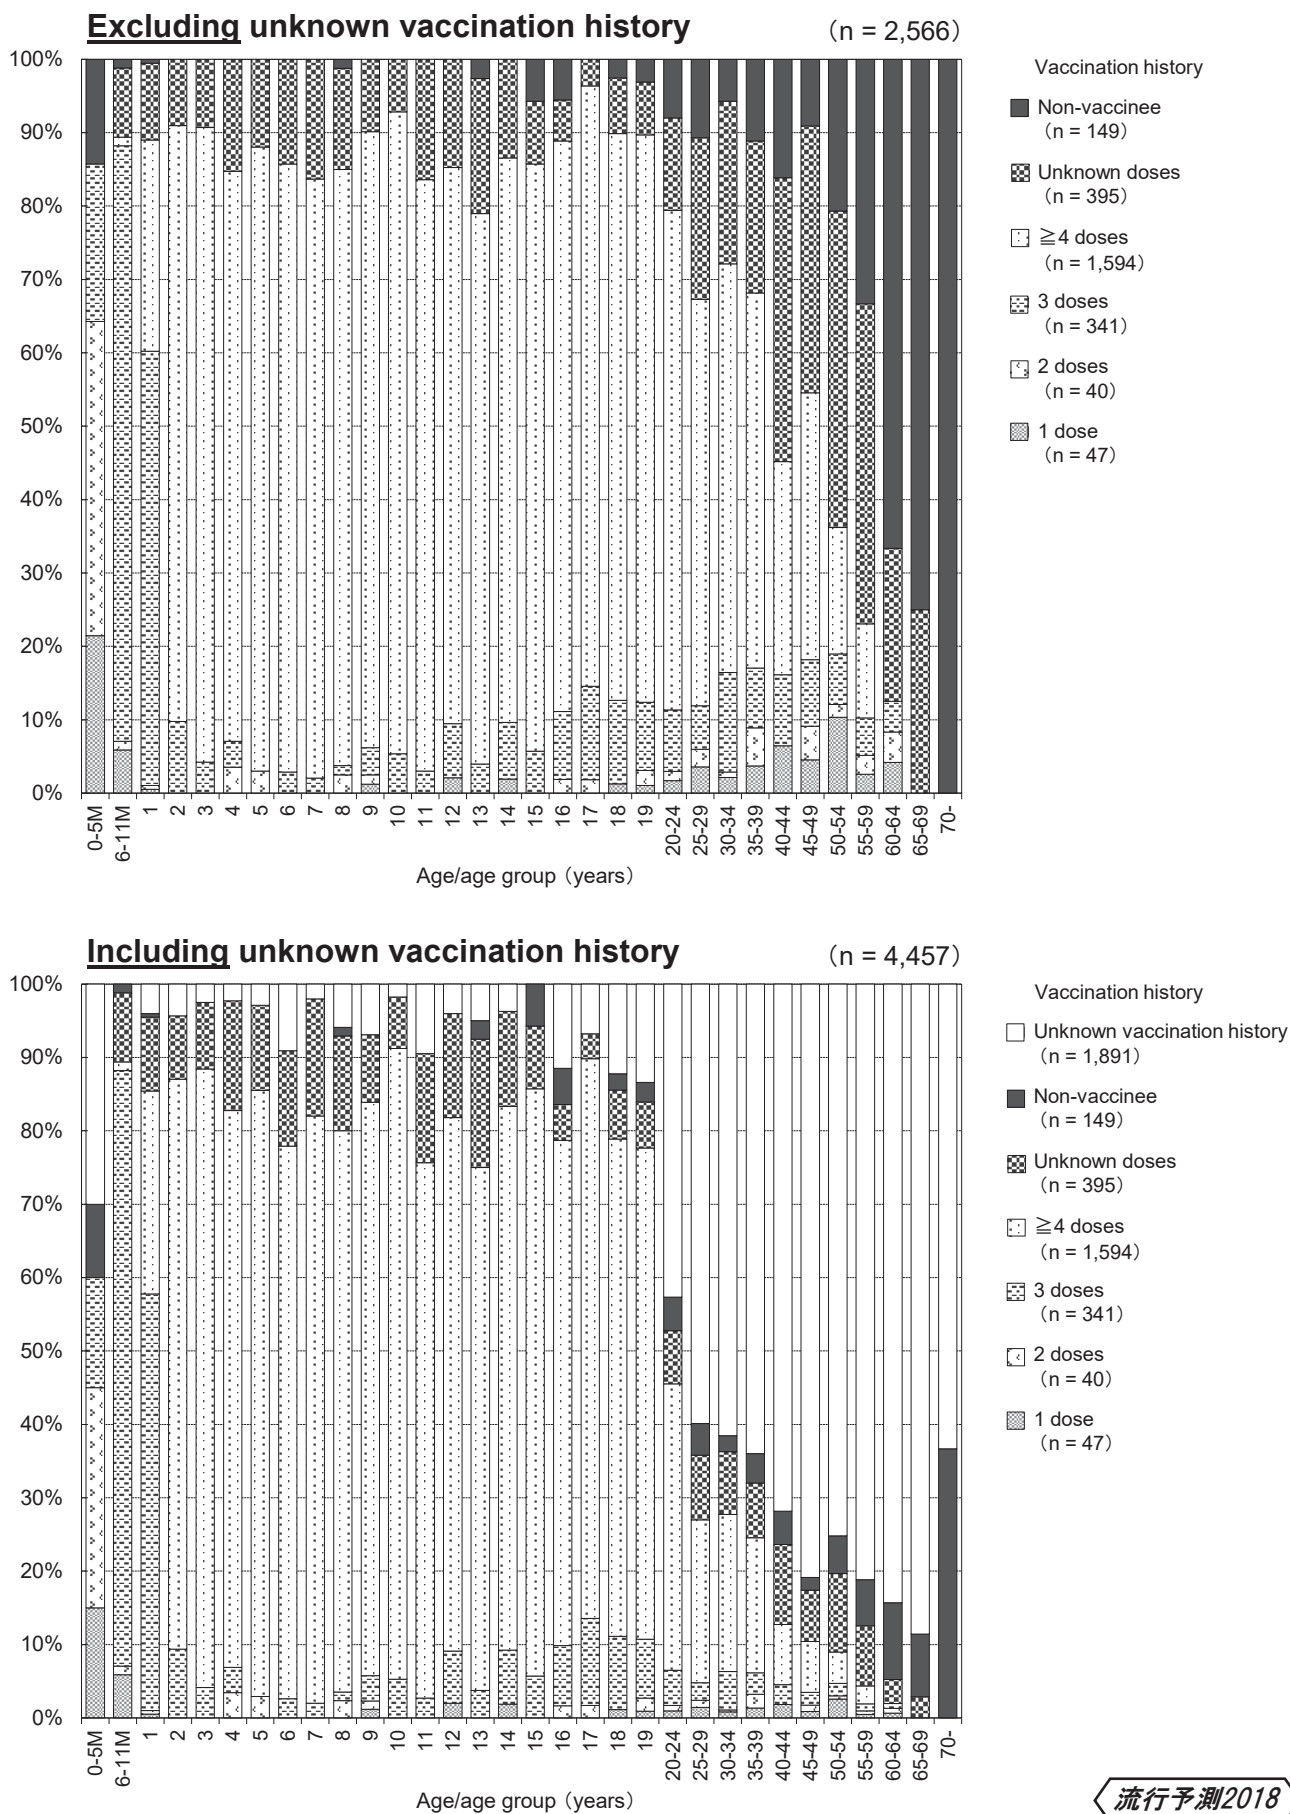 Excluding unknown vaccination history
（n = 2,566）
100%
90%
80%
70%
60%
50%
40%
30%
20%
10%
0%
0-5M
6-11M
1
2
3
4
5
6
7
8
9
10
11
12
13
14
15
16
17
18
19
20-24
25-29
30-34
35-39
40-44
45-49
50-54
55-59
60-64
65-69
70-
Age/age group（years）
Vaccination history
Non-vaccinee
（n = 149）
Unknown doses
（n = 395）
≧4 doses
（n = 1,594）
3 doses
（n = 341）
2 doses
（n = 40）
1 dose
（n = 47）
Including unknown vaccination history
（n = 4,457）
100%
90%
80%
70%
60%
50%
40%
30%
20%
10%
0%
0-5M
6-11M
1
2
3
4
5
6
7
8
9
10
11
12
13
14
15
16
17
18
19
20-24
25-29
30-34
35-39
40-44
45-49
50-54
55-59
60-64
65-69
70-
Age/age group（years）
Vaccination history
Unknown vaccination history
（n = 1,891）
Non-vaccinee
（n = 149）
Unknown doses
（n = 395）
≧4 doses
（n = 1,594）
3 doses
（n = 341）
2 doses
（n = 40）
1 dose
（n = 47）
流行予測2018